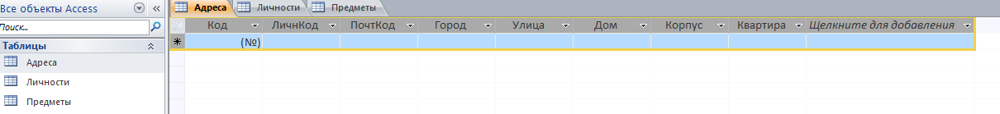 Все объекты Access
Поиск...
Таблицы
Адреса
Личности
Предметы
Адреса Личности Предметы
Код ЛичнКод ПочтКод Город Улица Дом Корпус Квартира Щелкните для добавления
(№)